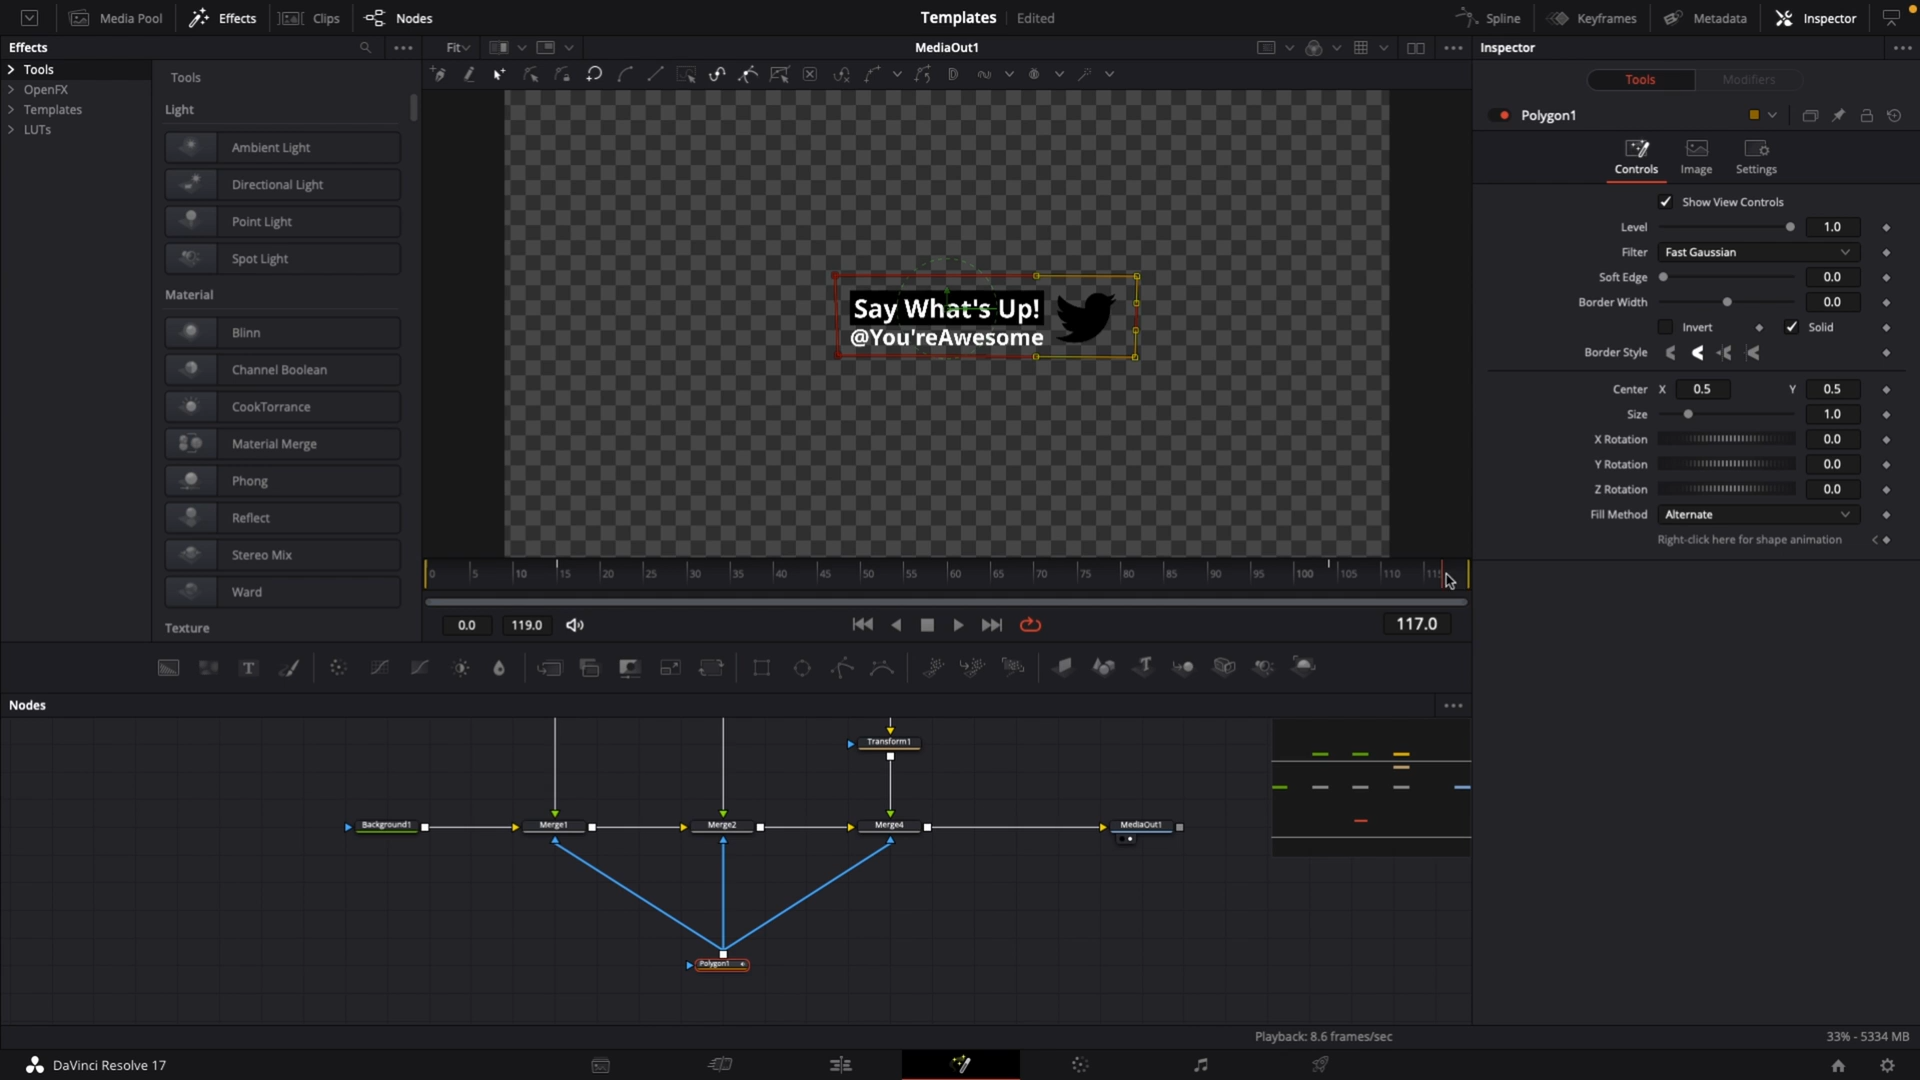 Media Pool Effects Clips Nodes Templates Edited Spline Keyframes Metadata Inspector
Effects Fit MediaOut1 Inspector
Tools
OpenFX
Templates
LUTs
Tools
Light
Ambient Light
Directional Light
Point Light
Spot Light
Material
Blinn
Channel Boolean
CookTorrance
Material Merge
Phong
Reflect
Stereo Mix
Ward
Texture
Say What's Up!
@You'reAwesome
0 5 10 15 20 25 30 35 40 45 50 55 60 65 70 75 80 85 90 95 100 105 110
0.0 119.0 117.0
Tools Modifiers
Polygon1
Controls Image Settings
Show View Controls
Level 1.0
Filter Fast Gaussian
Soft Edge 0.0
Border Width 0.0
Invert Solid
Border Style
Center X 0.5 Y 0.5
Size 1.0
X Rotation 0.0
Y Rotation 0.0
Z Rotation 0.0
Fill Method Alternate
Right-click here for shape animation
Nodes
Transform1
Background1 Merge1 Merge2 Merge4 MediaOut1
Polygon1
Playback: 8.6 frames/sec 33% - 5334 MB
DaVinci Resolve 17